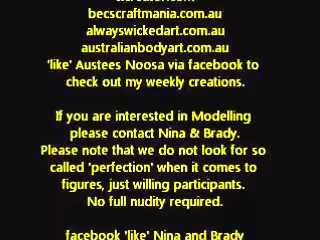 becscraftmania.com.au
alwayswickedart.com.au
australianbodyart.com.au
'like' Austees Noosa via facebook to
check out my weekly creations.
If you are interested in Modelling
please contact Nina & Brady.
Please note that we do not look for so
called 'perfection' when it comes to
figures, just willing participants.
No full nudity required.
facebook 'like' Nina and Brady